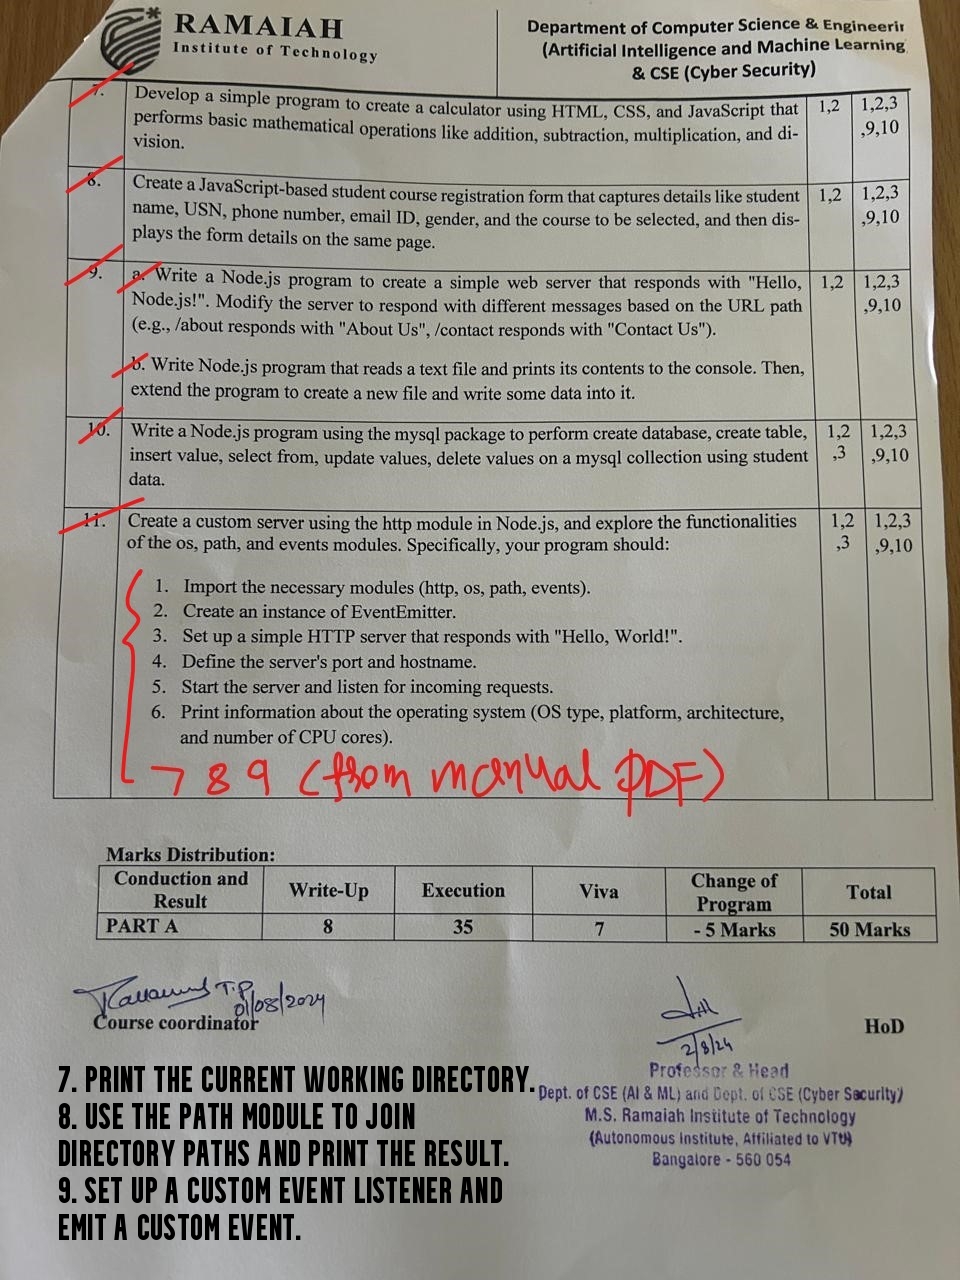 RAMAIAH
Institute of Technology
Department of Computer Science & Engineerin
(Artificial Intelligence and Machine Learning
& CSE (Cyber Security)
7. Develop a simple program to create a calculator using HTML, CSS, and JavaScript that 1,2 1,2,3
performs basic mathematical operations like addition, subtraction, multiplication, and di- ,9,10
vision.
8. Create a JavaScript-based student course registration form that captures details like student 1,2 1,2,3
name, USN, phone number, email ID, gender, and the course to be selected, and then dis- ,9,10
plays the form details on the same page.
9. a. Write a Node.js program to create a simple web server that responds with "Hello, 1,2 1,2,3
Node.js!". Modify the server to respond with different messages based on the URL path ,9,10
(e.g., /about responds with "About Us", /contact responds with "Contact Us").
b. Write Node.js program that reads a text file and prints its contents to the console. Then,
extend the program to create a new file and write some data into it.
10. Write a Node.js program using the mysql package to perform create database, create table, 1,2 1,2,3
insert value, select from, update values, delete values on a mysql collection using student ,3 ,9,10
data.
11. Create a custom server using the http module in Node.js, and explore the functionalities 1,2 1,2,3
of the os, path, and events modules. Specifically, your program should: ,3 ,9,10
1. Import the necessary modules (http, os, path, events).
2. Create an instance of EventEmitter.
3. Set up a simple HTTP server that responds with "Hello, World!".
4. Define the server's port and hostname.
5. Start the server and listen for incoming requests.
6. Print information about the operating system (OS type, platform, architecture,
and number of CPU cores).
7 8 9 (from manual PDF)
Marks Distribution:
Conduction and Result Write-Up Execution Viva Change of Program Total
PART A 8 35 7 - 5 Marks 50 Marks
T.P
01/08/2024
Course coordinator
2/8/24
HoD
Professor & Head
Dept. of CSE (AI & ML) and Dept. of CSE (Cyber Security)
M.S. Ramaiah Institute of Technology
(Autonomous Institute, Affiliated to VTU)
Bangalore - 560 054
7. PRINT THE CURRENT WORKING DIRECTORY.
8. USE THE PATH MODULE TO JOIN
DIRECTORY PATHS AND PRINT THE RESULT.
9. SET UP A CUSTOM EVENT LISTENER AND
EMIT A CUSTOM EVENT.